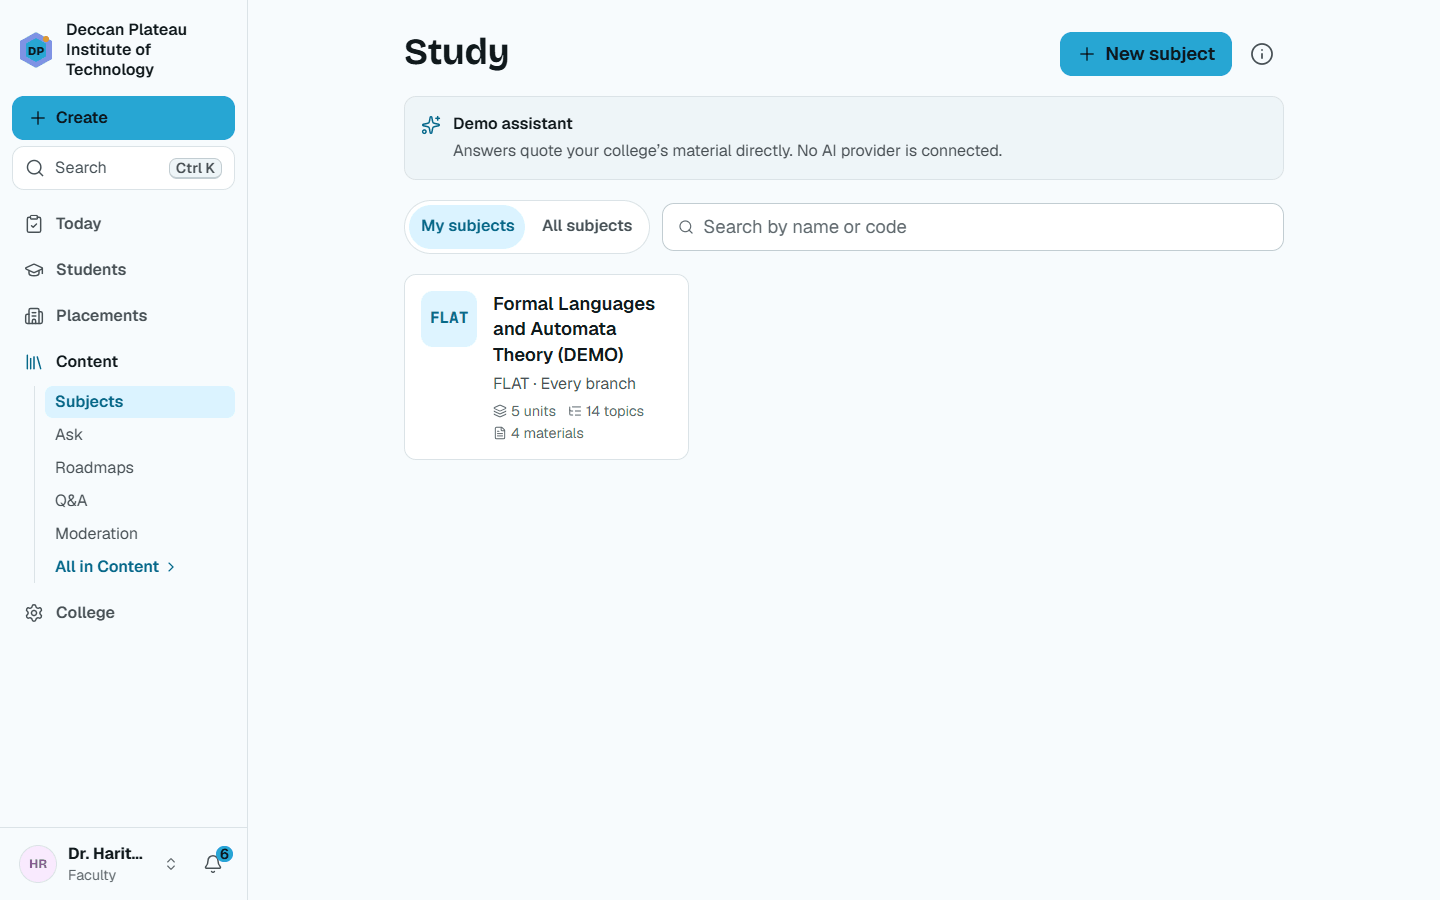 DP
Deccan Plateau
Institute of
Technology
Create
Search
Ctrl K
Today
Students
Placements
Content
Subjects
Ask
Roadmaps
Q&A
Moderation
All in Content
College
HR
Dr. Harit...
Faculty
6
Study
New subject
Demo assistant
Answers quote your college’s material directly. No AI provider is connected.
My subjects
All subjects
Search by name or code
FLAT
Formal Languages
and Automata
Theory (DEMO)
FLAT · Every branch
5 units
14 topics
4 materials